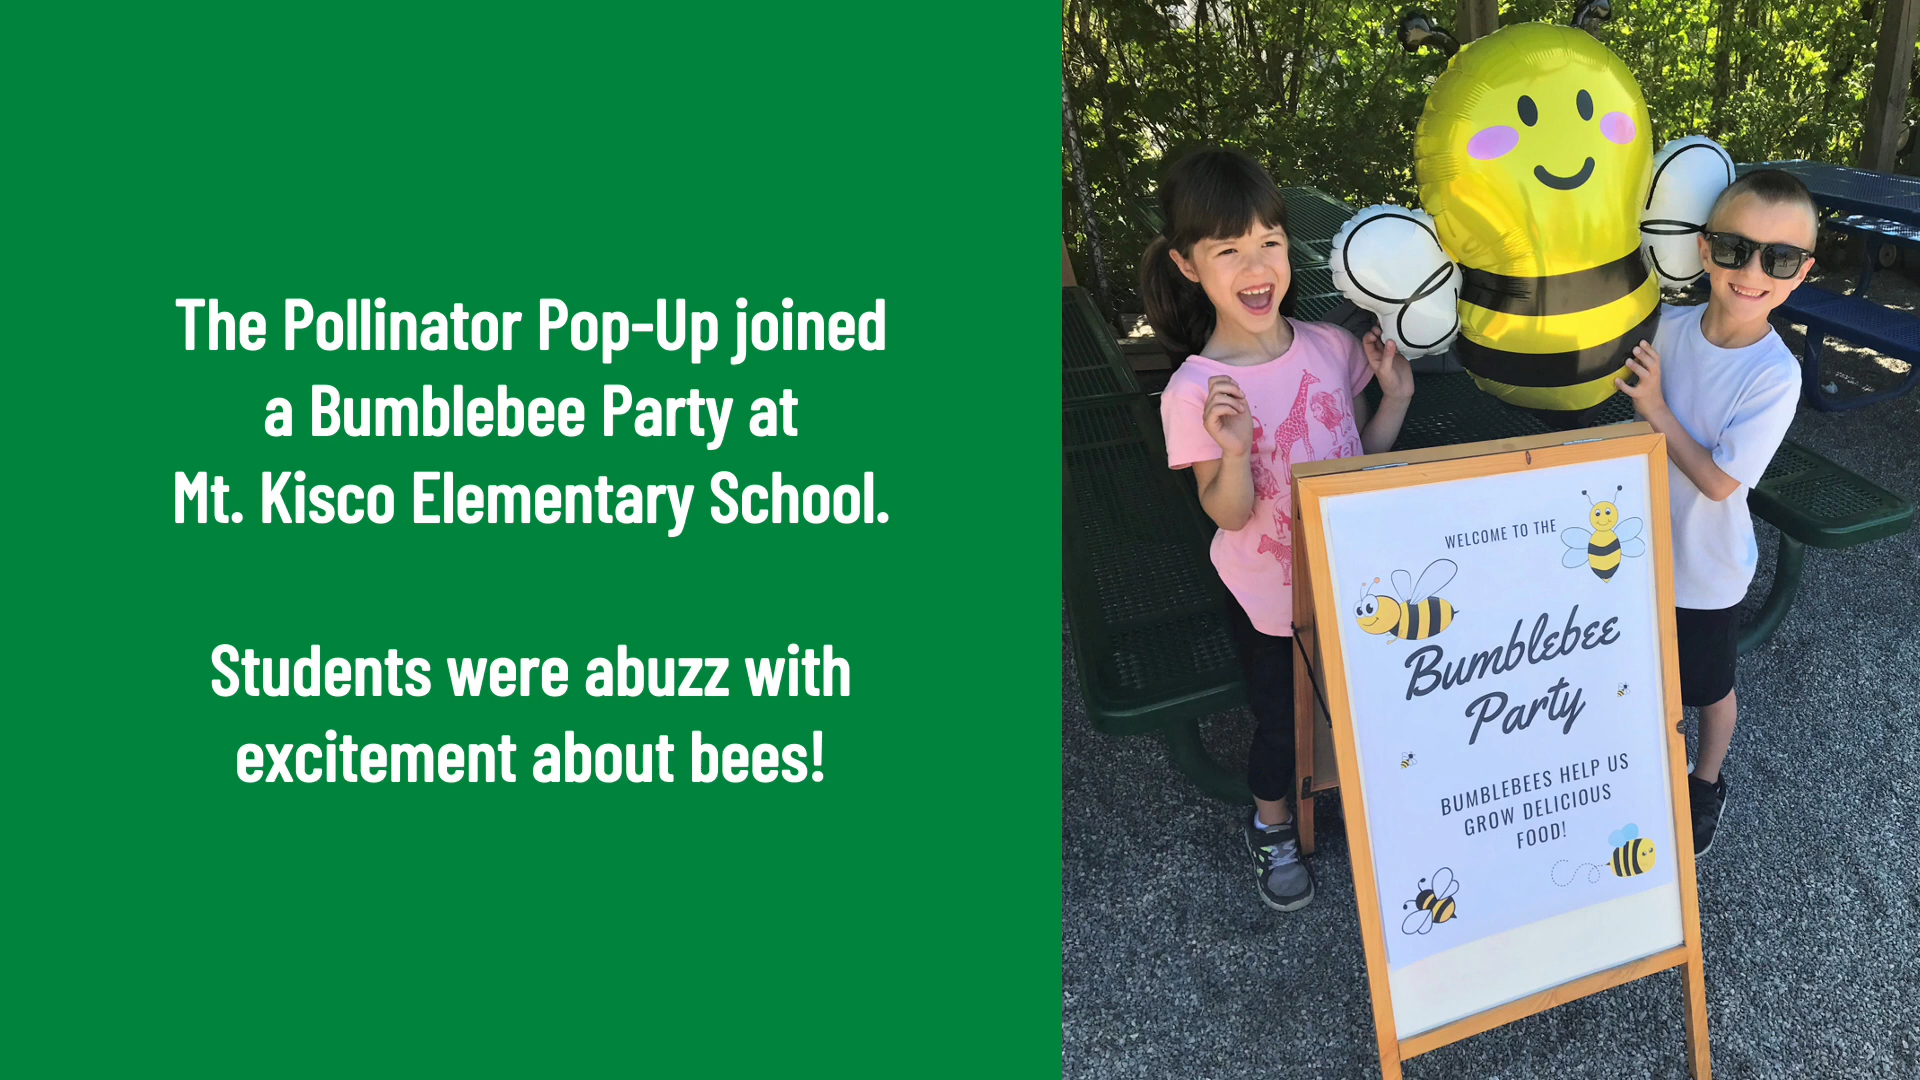 The Pollinator Pop-Up joined
a Bumblebee Party at
Mt. Kisco Elementary School.
Students were abuzz with
excitement about bees!
WELCOME TO THE
Bumblebee
Party
BUMBLEBEES HELP US
GROW DELICIOUS
FOOD!